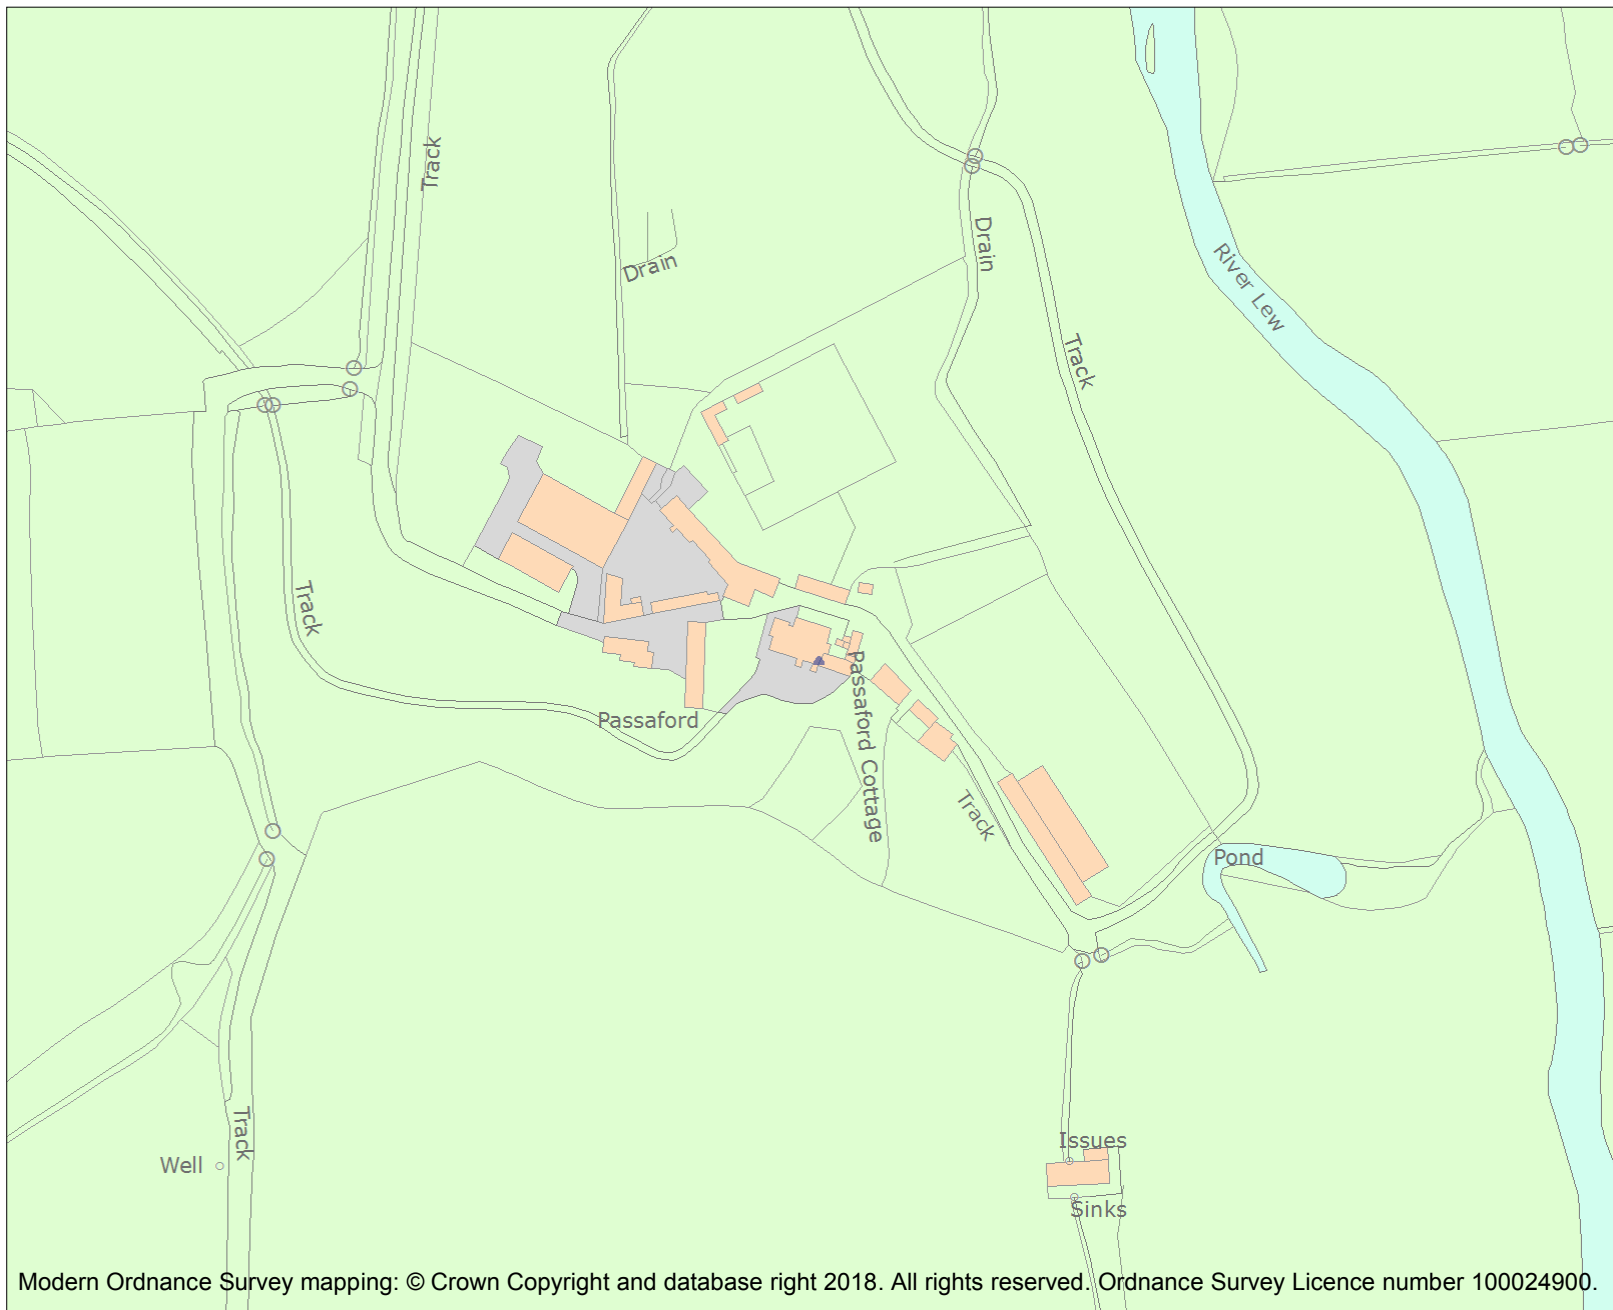 Track
Drain
Drain
River Lew
Track
Track
Passaford
Passaford Cottage
Track
Pond
Track
Well
Issues
Sinks
Modern Ordnance Survey mapping: © Crown Copyright and database right 2018. All rights reserved. Ordnance Survey Licence number 100024900.